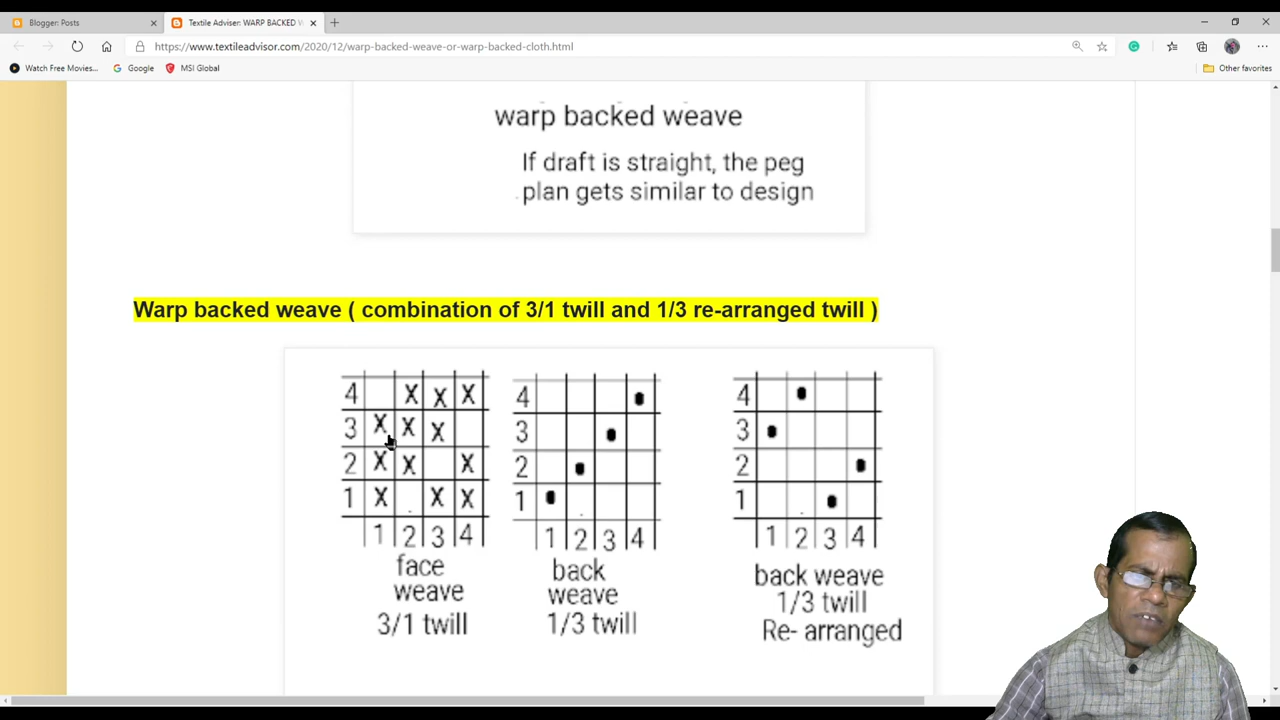 Blogger: Posts
Textile Adviser: WARP BACKED W
https://www.textileadvisor.com/2020/12/warp-backed-weave-or-warp-backed-cloth.html
Watch Free Movies...
Google
MSI Global
Other favorites
warp backed weave
If draft is straight, the peg
plan gets similar to design
Warp backed weave ( combination of 3/1 twill and 1/3 re-arranged twill )
4 X X X
3 X X X
2 X X X
1 X X X
1 2 3 4
face
weave
3/1 twill
4
3
2
1
1 2 3 4
back
weave
1/3 twill
4
3
2
1
1 2 3 4
back weave
1/3 twill
Re- arranged